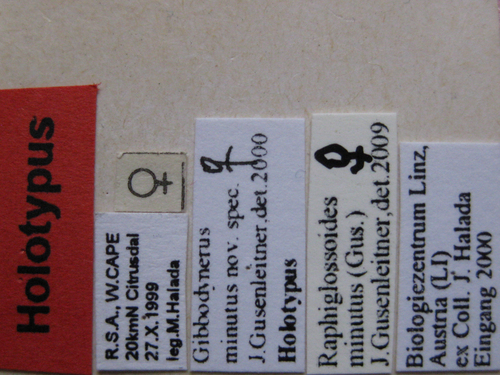 Holotypus
♀
R.S.A., W.CAPE
20kmN Citrusdal
27.X.1999
leg.M.Halada
Gibbodynerus
minutus nov. spec. ♀
J.Gusenleitner.det.2000
Holotypus
Raphiglossoides ♀
minutus (Gus.)
J.Gusenleitner,det.2009
Biologiezentrum Linz,
Austria (LI)
ex Coll. J. Halada
Eingang 2000